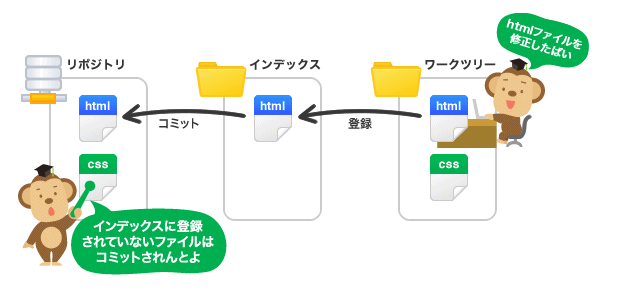 htmlファイルを
修正したばい
リポジトリ
インデックス
ワークツリー
html
html
html
コミット
登録
css
css
インデックスに登録
されていないファイルは
コミットされんとよ